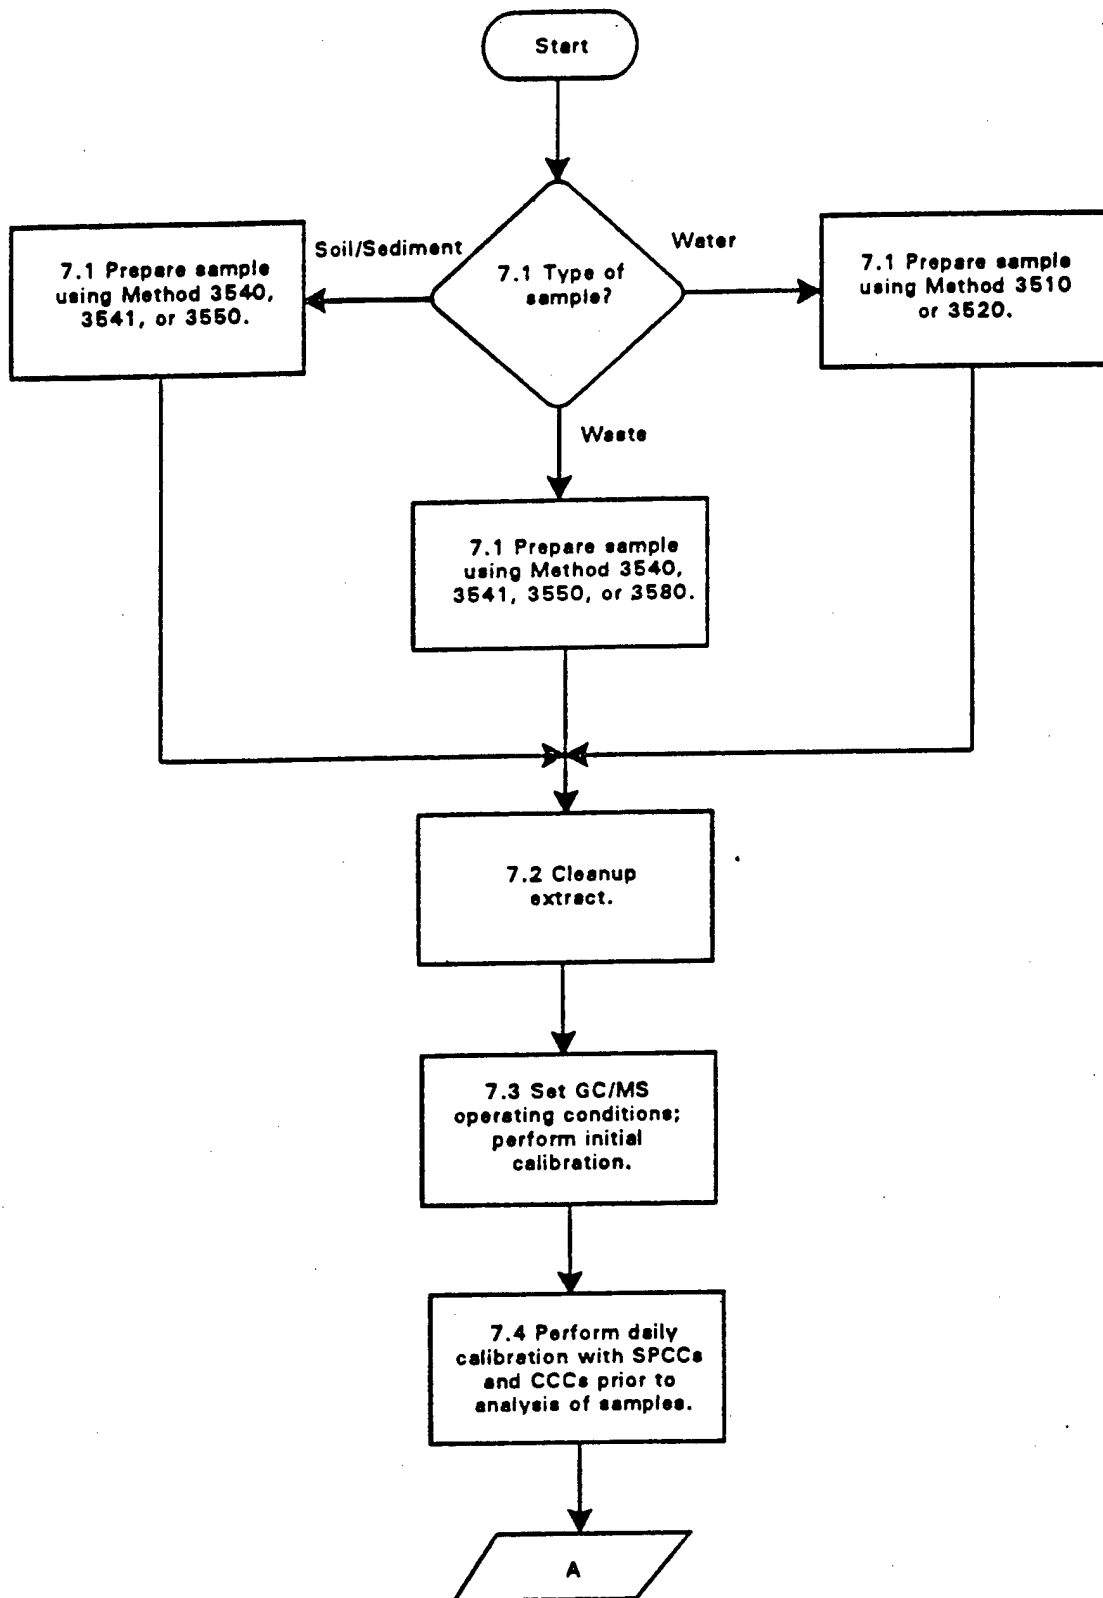 Start
Soil/Sediment
Water
7.1 Type of
sample?
7.1 Prepare sample
using Method 3540,
3541, or 3550.
7.1 Prepare sample
using Method 3510
or 3520.
Waste
7.1 Prepare sample
using Method 3540,
3541, 3550, or 3580.
7.2 Cleanup
extract.
7.3 Set GC/MS
operating conditions;
perform initial
calibration.
7.4 Perform daily
calibration with SPCCs
and CCCs prior to
analysis of samples.
A